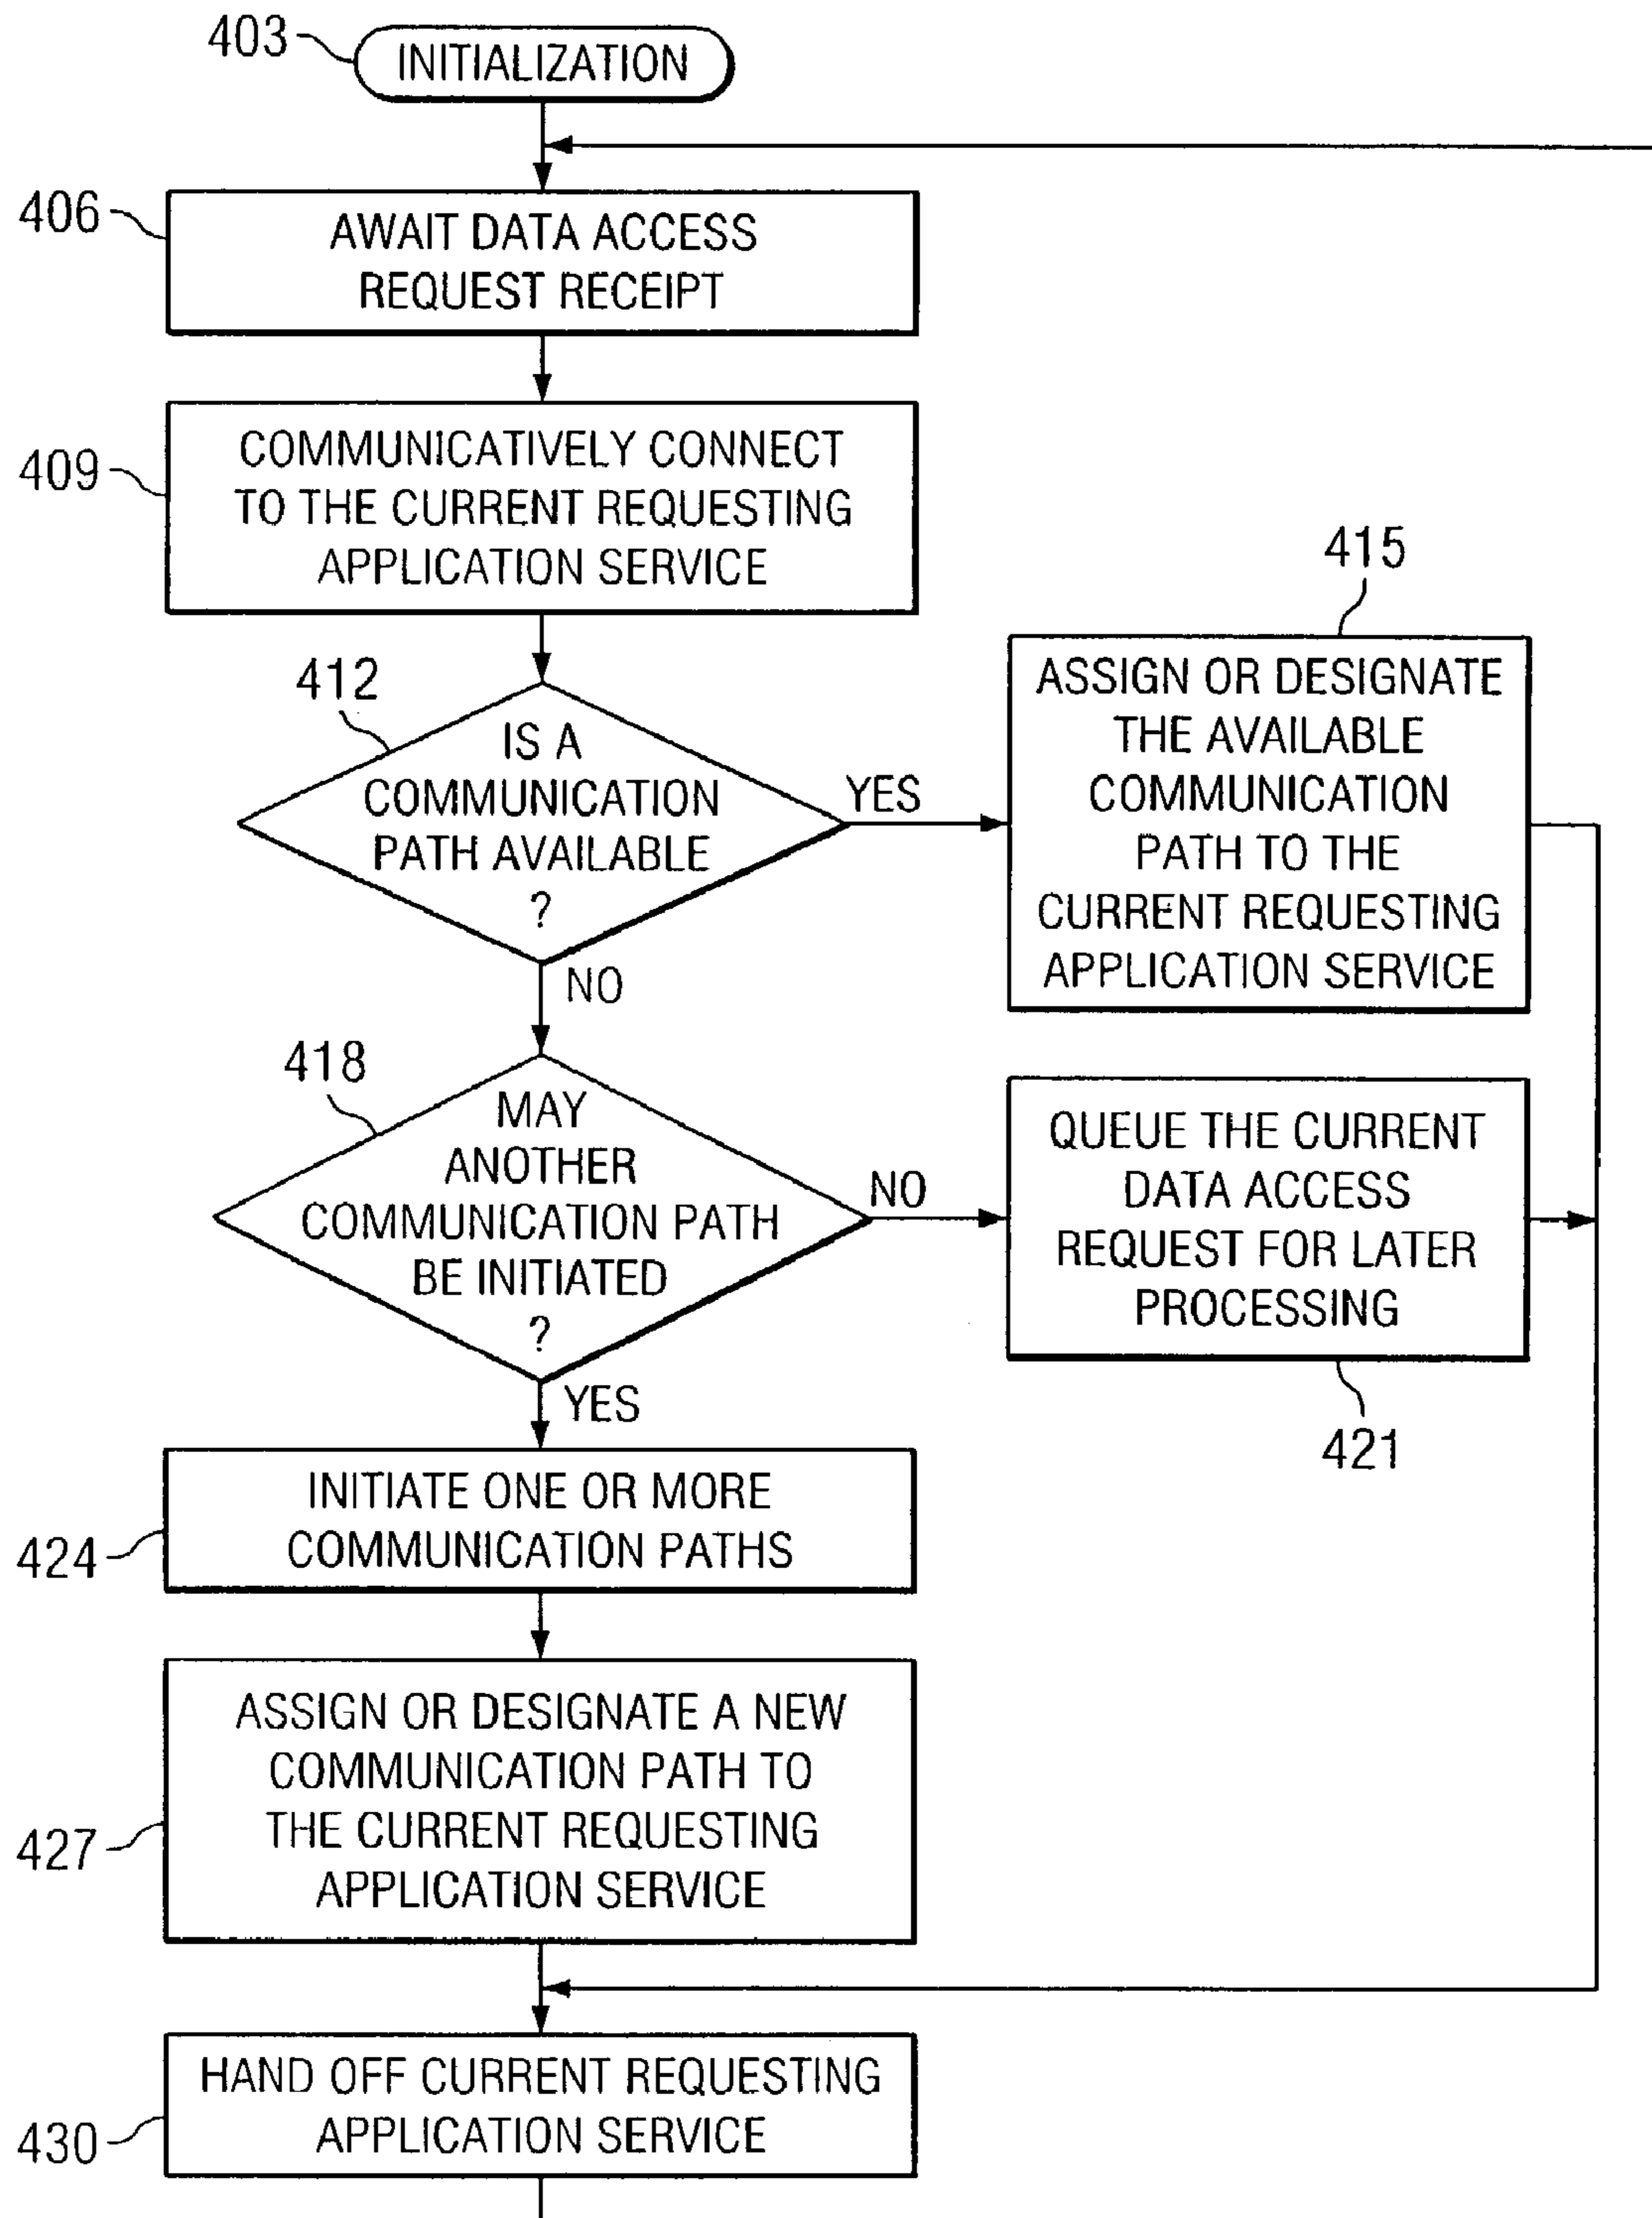 403
INITIALIZATION
406
AWAIT DATA ACCESS
REQUEST RECEIPT
409
COMMUNICATIVELY CONNECT
TO THE CURRENT REQUESTING
APPLICATION SERVICE
412
IS A
COMMUNICATION
PATH AVAILABLE
?
YES
NO
415
ASSIGN OR DESIGNATE
THE AVAILABLE
COMMUNICATION
PATH TO THE
CURRENT REQUESTING
APPLICATION SERVICE
418
MAY
ANOTHER
COMMUNICATION PATH
BE INITIATED
?
NO
YES
QUEUE THE CURRENT
DATA ACCESS
REQUEST FOR LATER
PROCESSING
421
424
INITIATE ONE OR MORE
COMMUNICATION PATHS
427
ASSIGN OR DESIGNATE A NEW
COMMUNICATION PATH TO
THE CURRENT REQUESTING
APPLICATION SERVICE
430
HAND OFF CURRENT REQUESTING
APPLICATION SERVICE